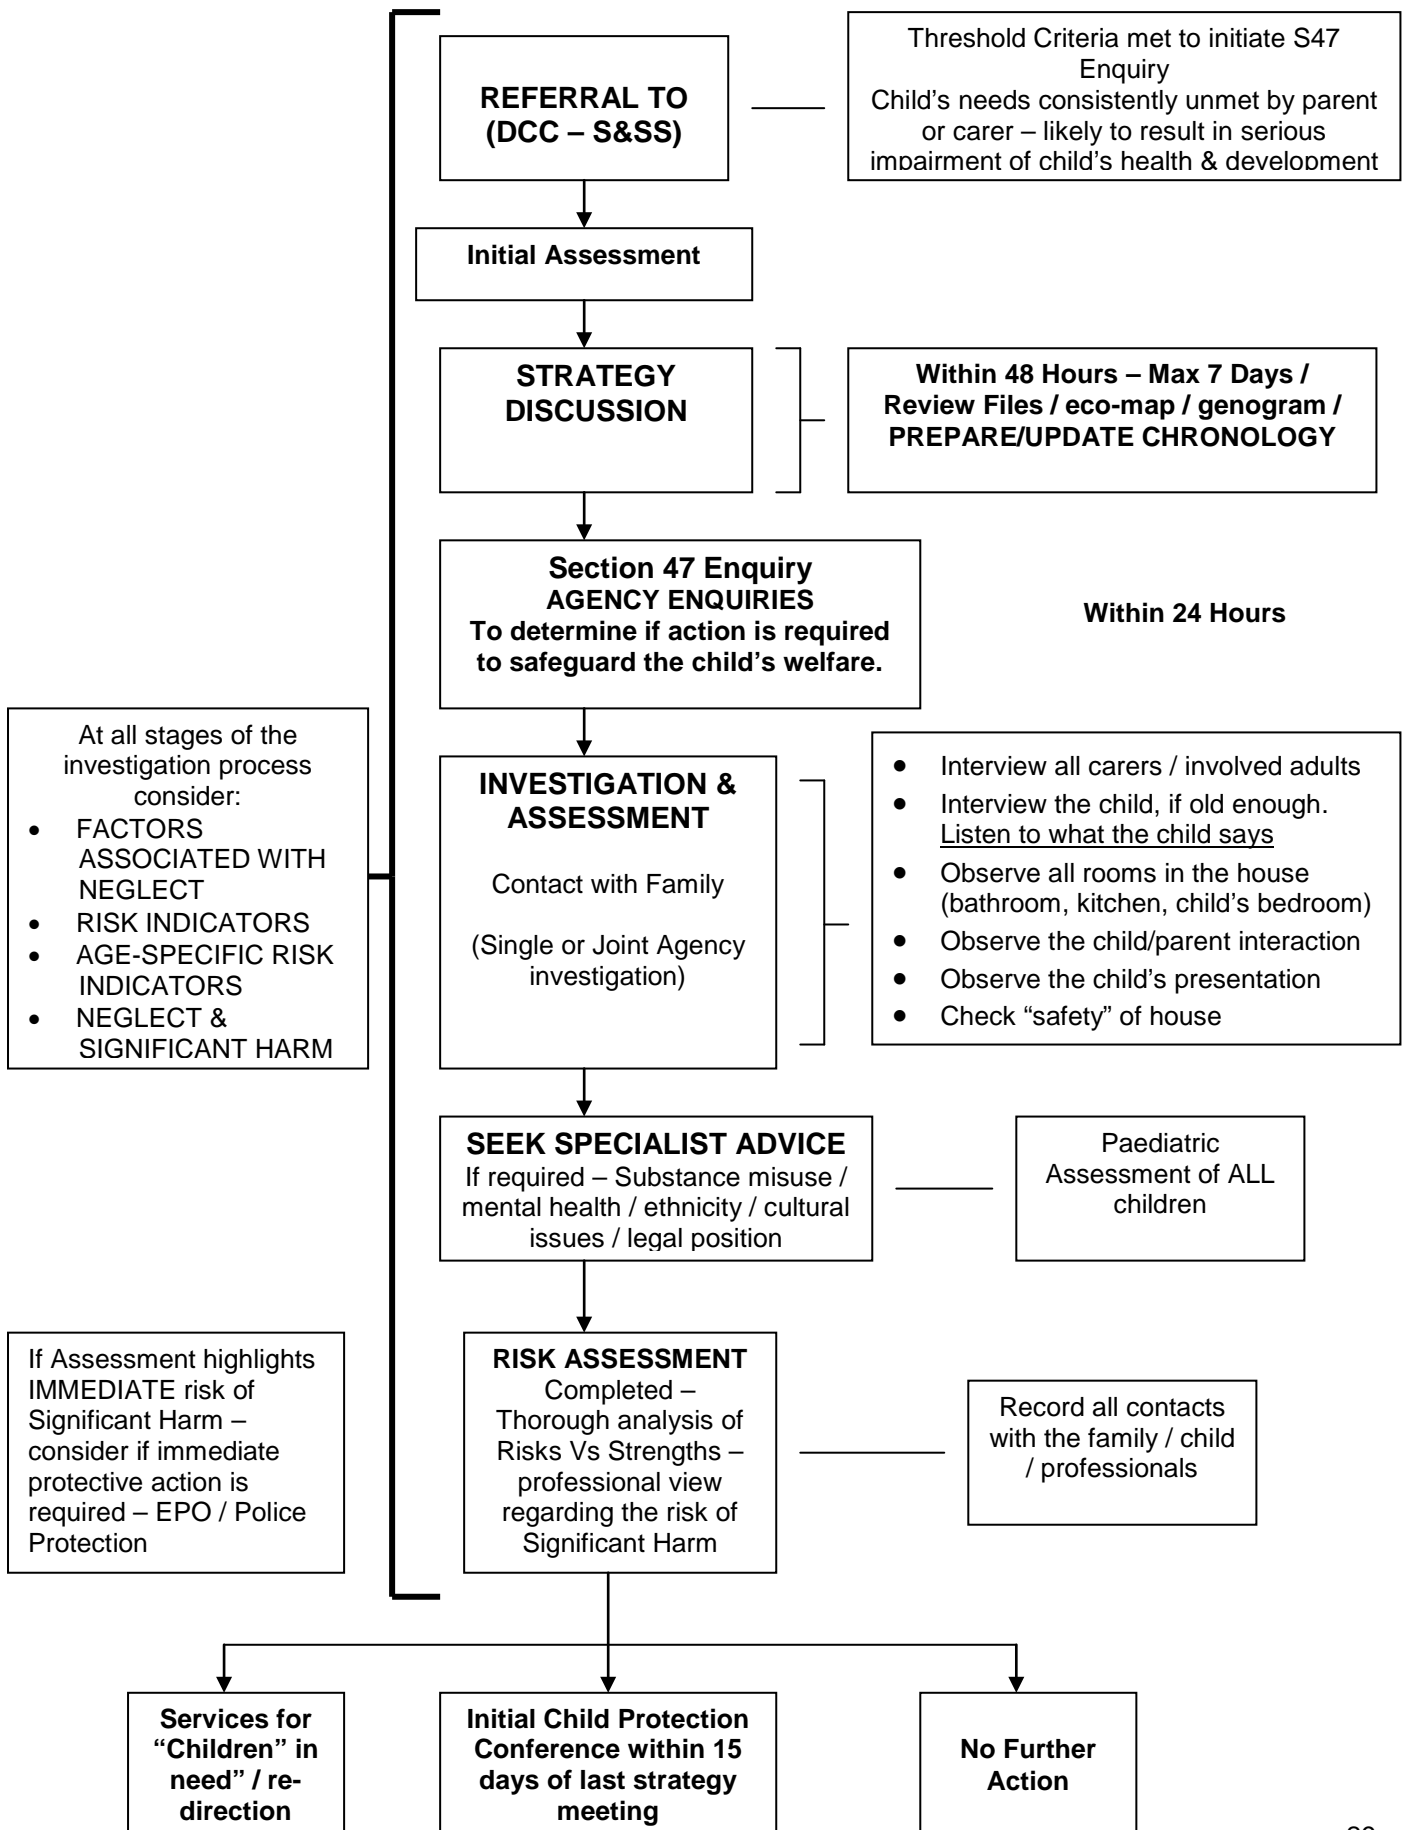 REFERRAL TO
(DCC – S&SS)
Threshold Criteria met to initiate S47
Enquiry
Child’s needs consistently unmet by parent
or carer – likely to result in serious
impairment of child’s health & development
Initial Assessment
STRATEGY
DISCUSSION
Within 48 Hours – Max 7 Days /
Review Files / eco-map / genogram /
PREPARE/UPDATE CHRONOLOGY
Section 47 Enquiry
AGENCY ENQUIRIES
To determine if action is required
to safeguard the child’s welfare.
Within 24 Hours
At all stages of the
investigation process
consider:
• FACTORS
ASSOCIATED WITH
NEGLECT
• RISK INDICATORS
• AGE-SPECIFIC RISK
INDICATORS
• NEGLECT &
SIGNIFICANT HARM
INVESTIGATION &
ASSESSMENT
Contact with Family
(Single or Joint Agency
investigation)
• Interview all carers / involved adults
• Interview the child, if old enough.
Listen to what the child says
• Observe all rooms in the house
(bathroom, kitchen, child’s bedroom)
• Observe the child/parent interaction
• Observe the child’s presentation
• Check “safety” of house
SEEK SPECIALIST ADVICE
If required – Substance misuse /
mental health / ethnicity / cultural
issues / legal position
Paediatric
Assessment of ALL
children
If Assessment highlights
IMMEDIATE risk of
Significant Harm –
consider if immediate
protective action is
required – EPO / Police
Protection
RISK ASSESSMENT
Completed –
Thorough analysis of
Risks Vs Strengths –
professional view
regarding the risk of
Significant Harm
Record all contacts
with the family / child
/ professionals
Services for
“Children” in
need” / re-
direction
Initial Child Protection
Conference within 15
days of last strategy
meeting
No Further
Action